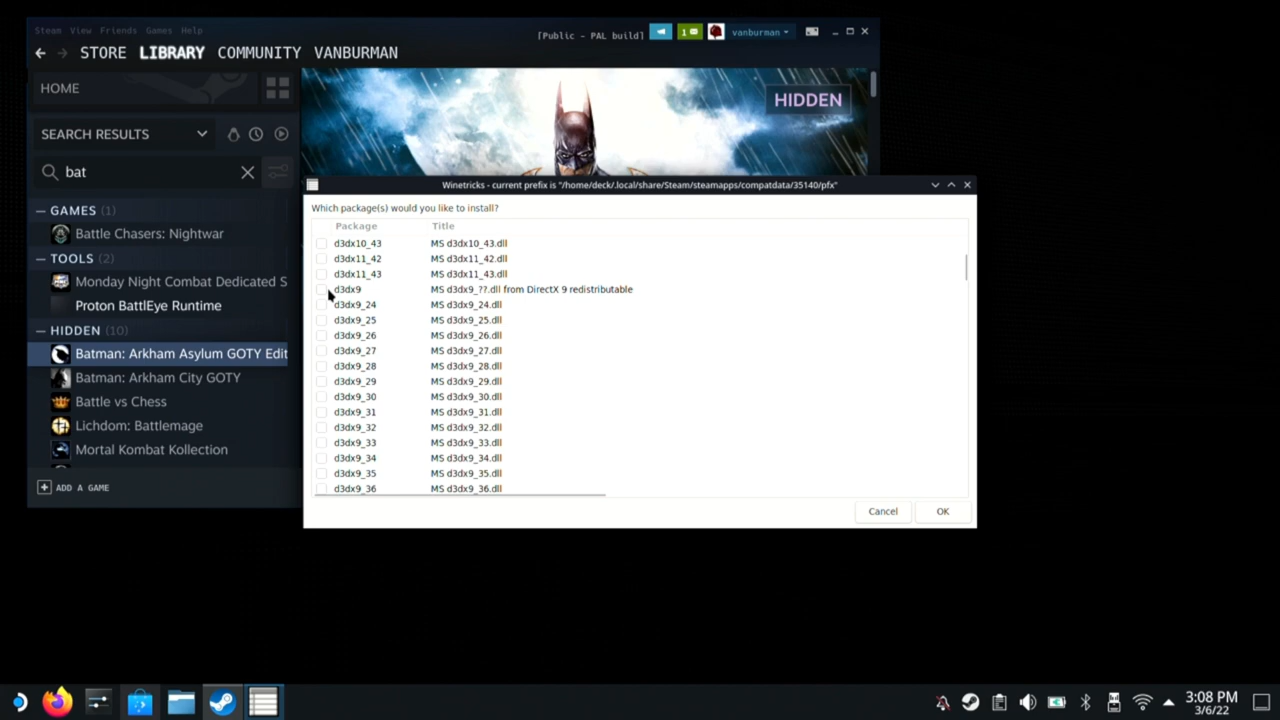 Steam View Friends Games Help
[Public - PAL build] 1 vanburman
STORE LIBRARY COMMUNITY VANBURMAN
HOME
HIDDEN
SEARCH RESULTS
bat
GAMES (1)
Battle Chasers: Nightwar
TOOLS (2)
Monday Night Combat Dedicated S
Proton BattlEye Runtime
HIDDEN (10)
Batman: Arkham Asylum GOTY Edit
Batman: Arkham City GOTY
Battle vs Chess
Lichdom: Battlemage
Mortal Kombat Kollection
ADD A GAME
Winetricks - current prefix is "/home/deck/.local/share/Steam/steamapps/compatdata/35140/pfx"
Which package(s) would you like to install?
Package Title
d3dx10_43 MS d3dx10_43.dll
d3dx11_42 MS d3dx11_42.dll
d3dx11_43 MS d3dx11_43.dll
d3dx9 MS d3dx9_??.dll from DirectX 9 redistributable
d3dx9_24 MS d3dx9_24.dll
d3dx9_25 MS d3dx9_25.dll
d3dx9_26 MS d3dx9_26.dll
d3dx9_27 MS d3dx9_27.dll
d3dx9_28 MS d3dx9_28.dll
d3dx9_29 MS d3dx9_29.dll
d3dx9_30 MS d3dx9_30.dll
d3dx9_31 MS d3dx9_31.dll
d3dx9_32 MS d3dx9_32.dll
d3dx9_33 MS d3dx9_33.dll
d3dx9_34 MS d3dx9_34.dll
d3dx9_35 MS d3dx9_35.dll
d3dx9_36 MS d3dx9_36.dll
Cancel OK
3:08 PM
3/6/22